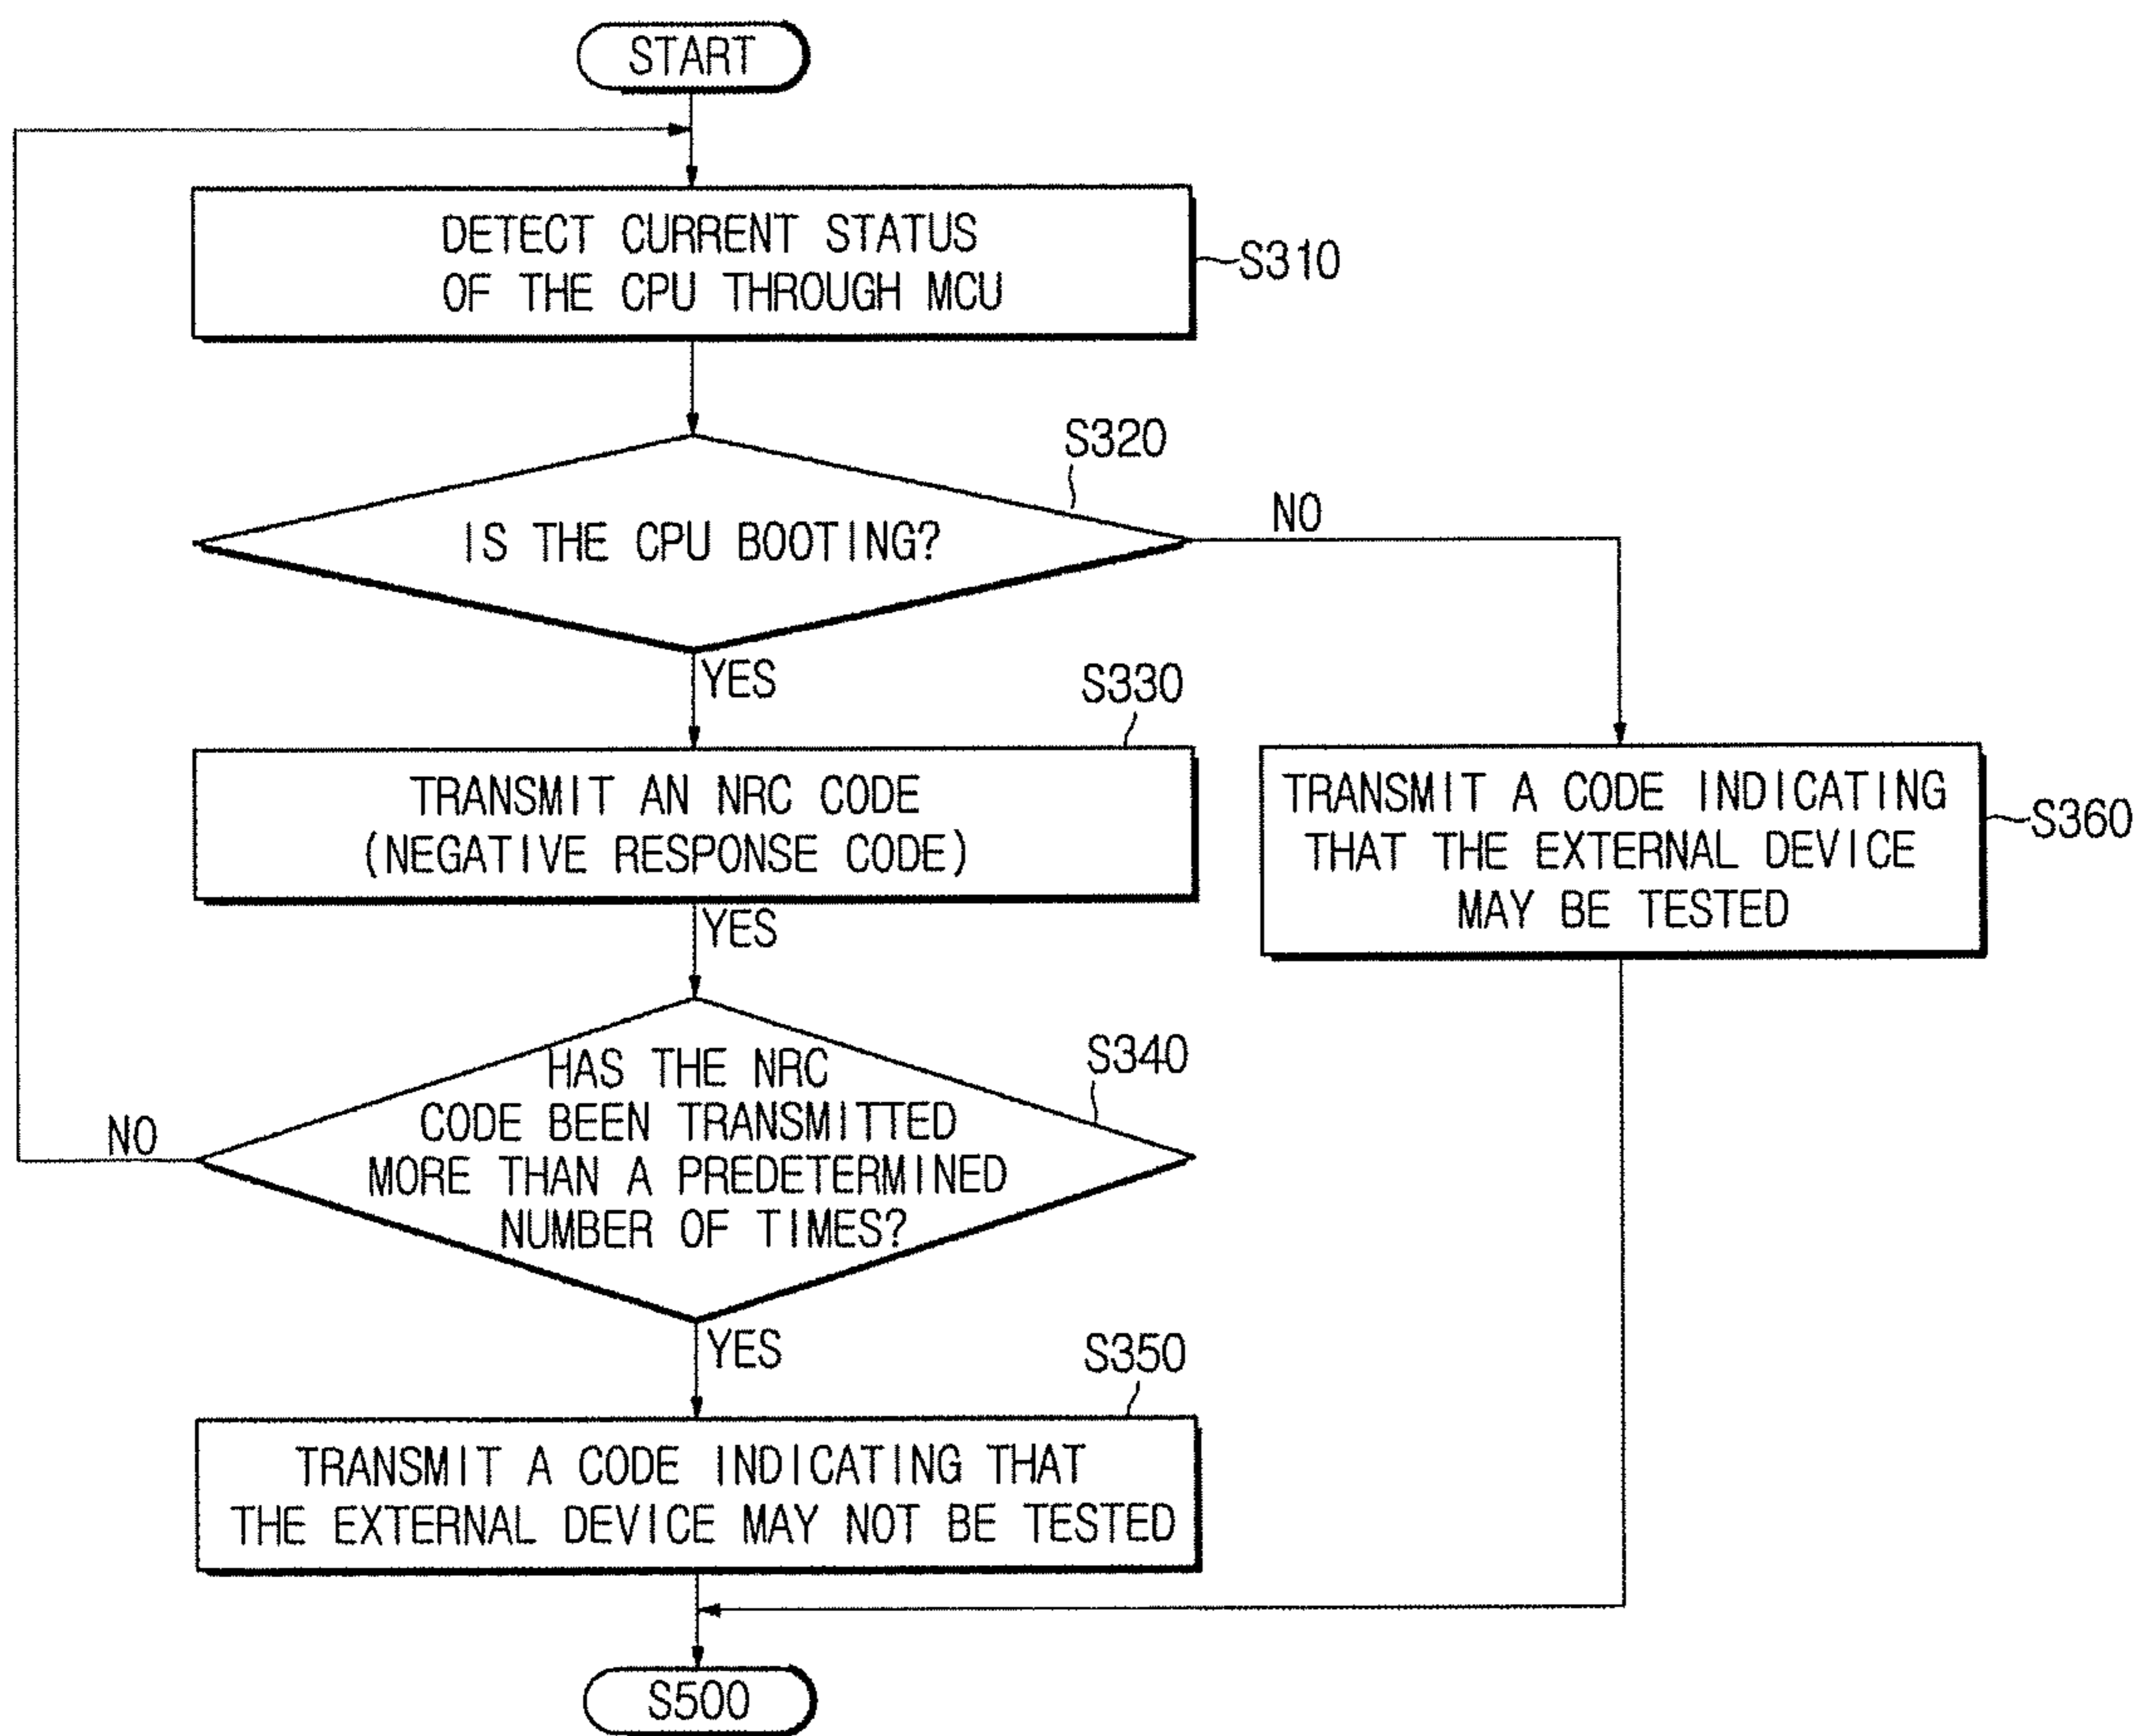 START
DETECT CURRENT STATUS
OF THE CPU THROUGH MCU
S310
S320
IS THE CPU BOOTING?
NO
YES
S330
TRANSMIT AN NRC CODE
(NEGATIVE RESPONSE CODE)
TRANSMIT A CODE INDICATING
THAT THE EXTERNAL DEVICE
MAY BE TESTED
S360
YES
S340
HAS THE NRC
CODE BEEN TRANSMITTED
MORE THAN A PREDETERMINED
NUMBER OF TIMES?
NO
YES
S350
TRANSMIT A CODE INDICATING THAT
THE EXTERNAL DEVICE MAY NOT BE TESTED
S500